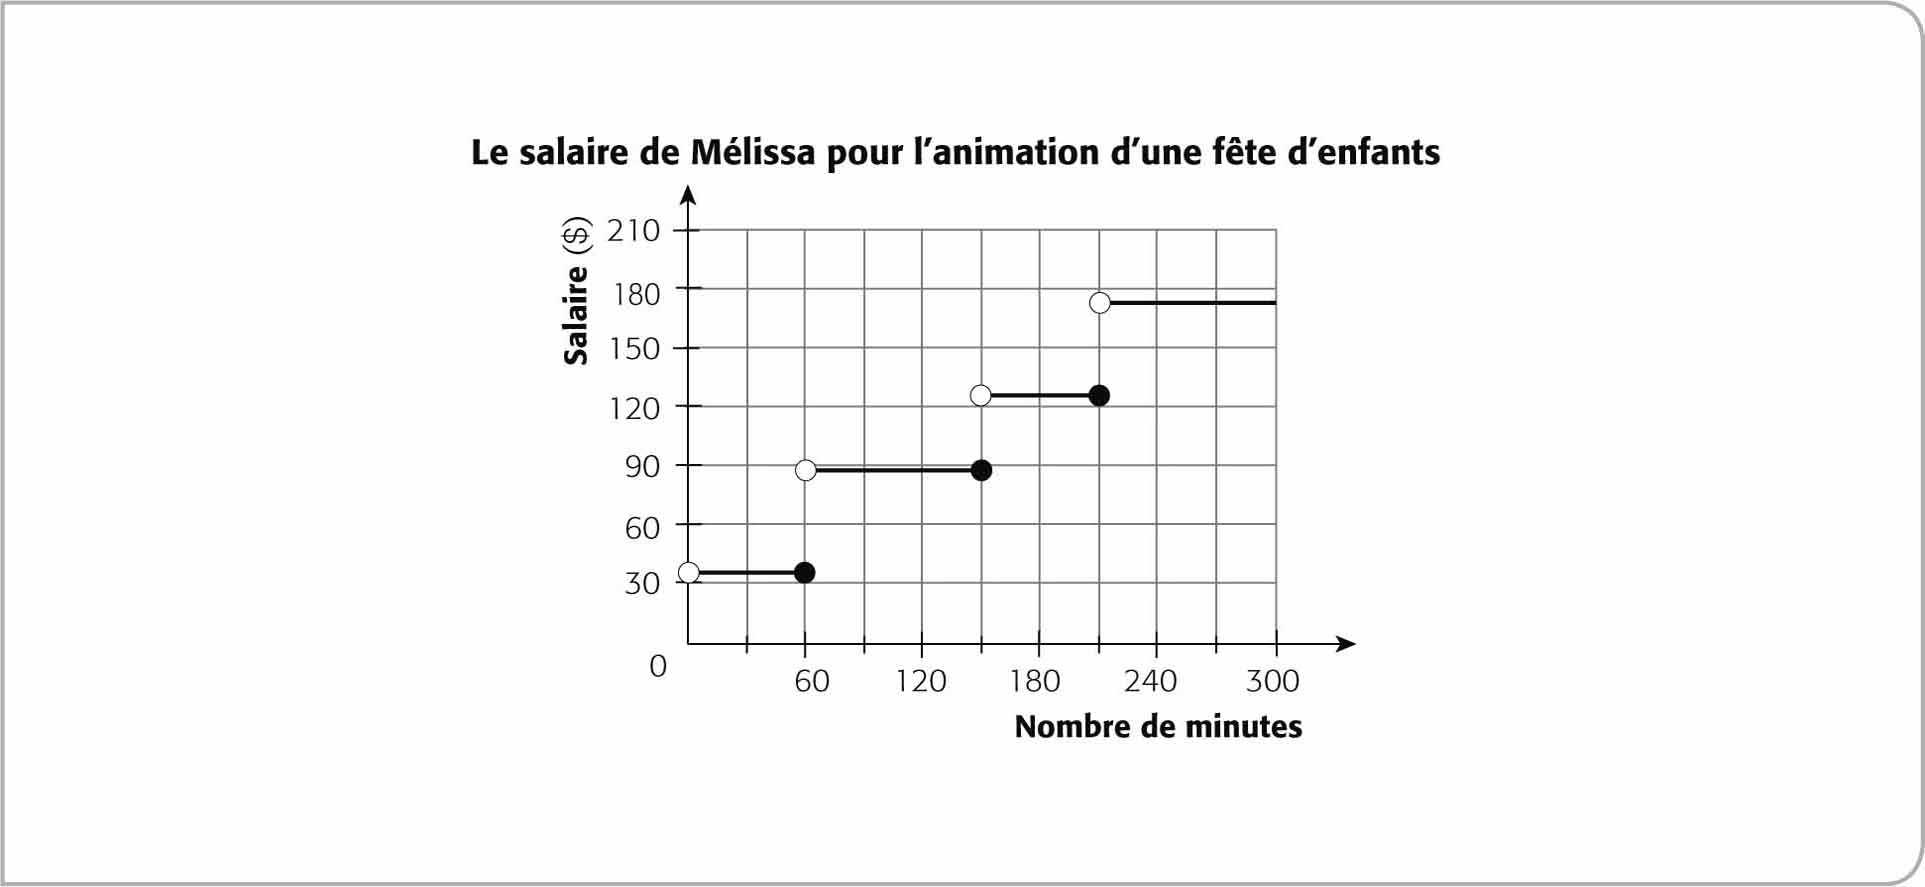 Le salaire de Mélissa pour l’animation d’une fête d’enfants
Salaire ($)
210
180
150
120
90
60
30
0
60 120 180 240 300
Nombre de minutes